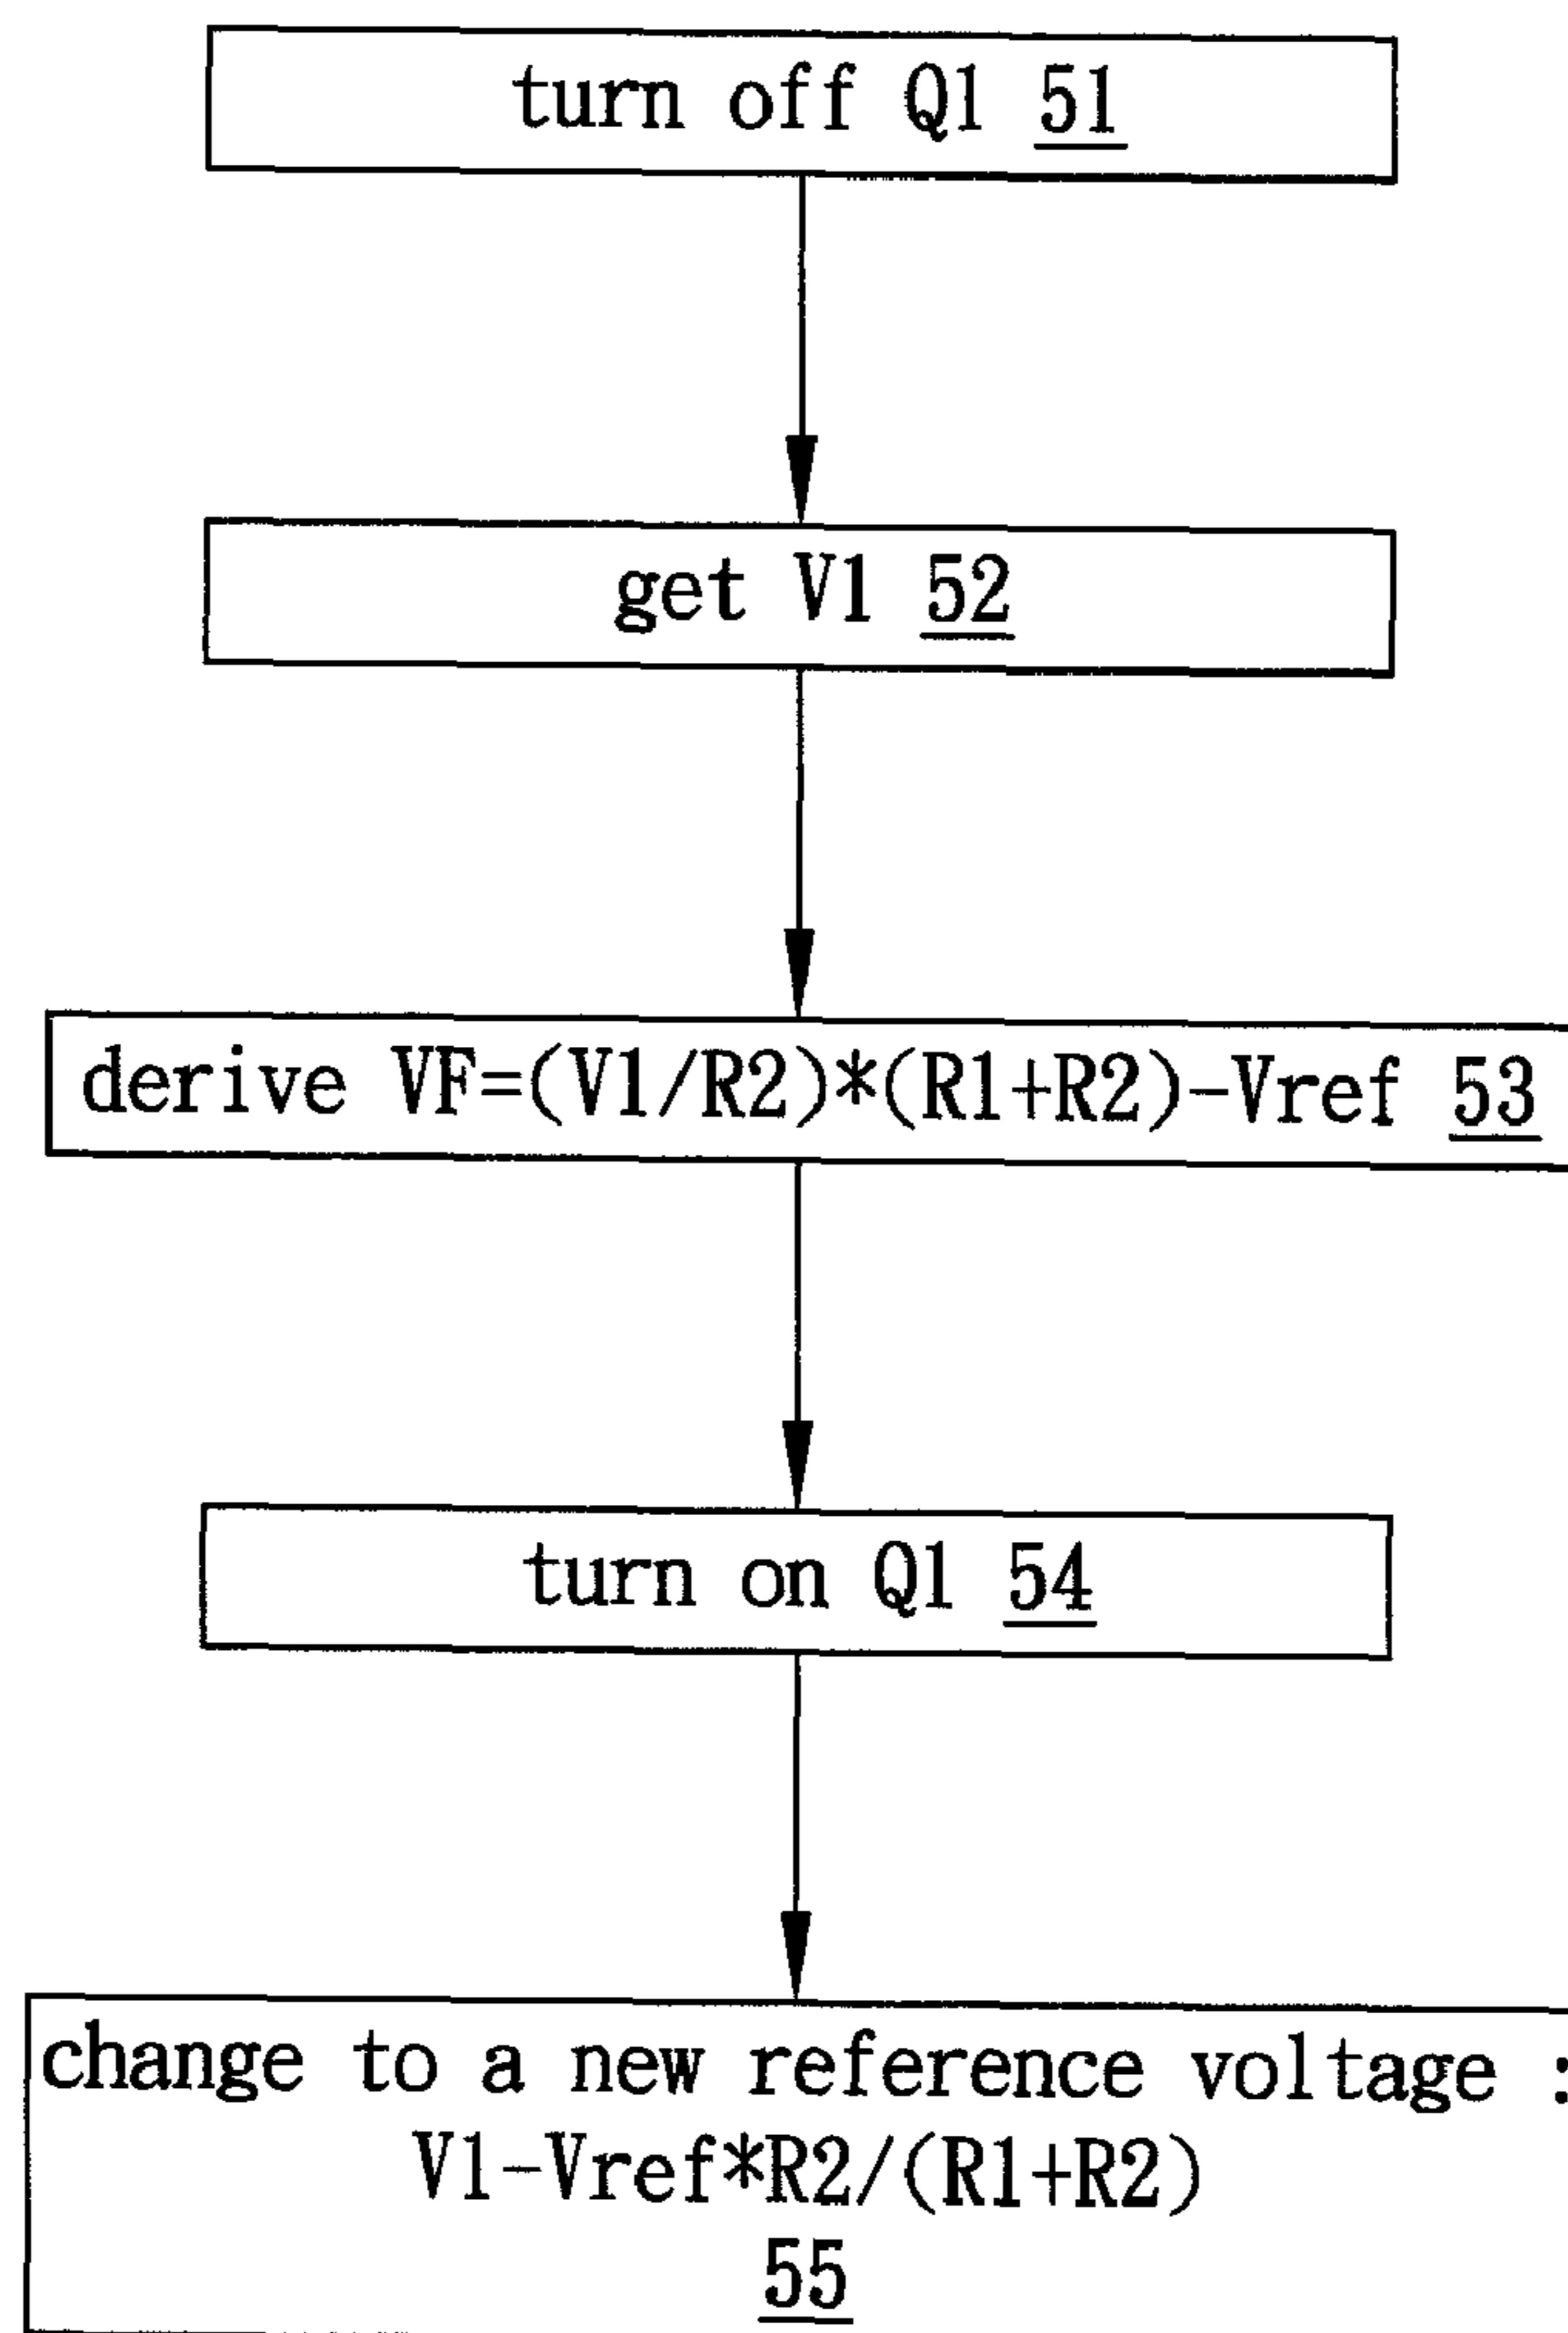 turn off Q1 51
get V1 52
derive VF=(V1/R2)*(R1+R2)-Vref 53
turn on Q1 54
change to a new reference voltage :
V1-Vref*R2/(R1+R2)
55